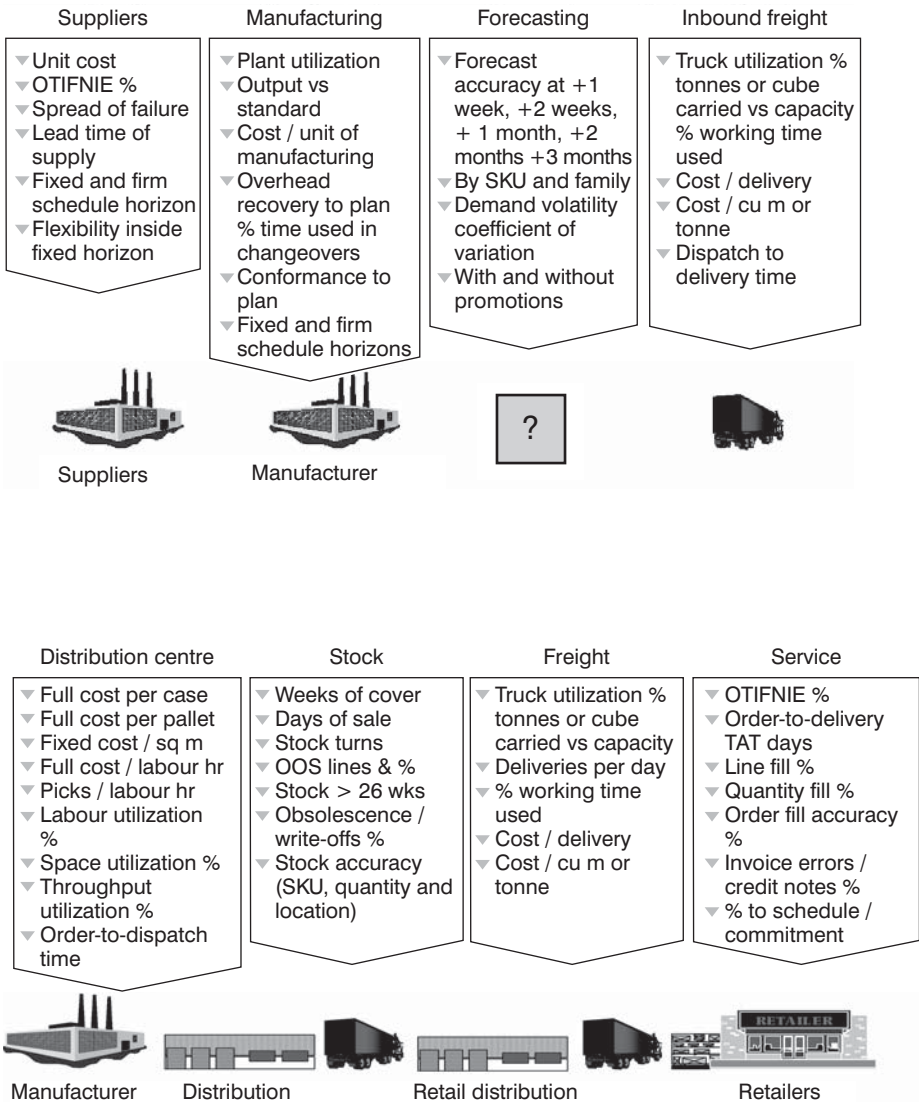 Suppliers
Unit cost
OTIFNIE %
Spread of failure
Lead time of
supply
Fixed and firm
schedule horizon
Flexibility inside
fixed horizon
Manufacturing
Plant utilization
Output vs
standard
Cost / unit of
manufacturing
Overhead
recovery to plan
% time used in
changeovers
Conformance to
plan
Fixed and firm
schedule horizons
Forecasting
Forecast
accuracy at +1
week, +2 weeks,
+ 1 month, +2
months +3 months
By SKU and family
Demand volatility
coefficient of
variation
With and without
promotions
Inbound freight
Truck utilization %
tonnes or cube
carried vs capacity
% working time
used
Cost / delivery
Cost / cu m or
tonne
Dispatch to
delivery time
Suppliers
Manufacturer
?
Distribution centre
Full cost per case
Full cost per pallet
Fixed cost / sq m
Full cost / labour hr
Picks / labour hr
Labour utilization
%
Space utilization %
Throughput
utilization %
Order-to-dispatch
time
Stock
Weeks of cover
Days of sale
Stock turns
OOS lines & %
Stock > 26 wks
Obsolescence /
write-offs %
Stock accuracy
(SKU, quantity and
location)
Freight
Truck utilization %
tonnes or cube
carried vs capacity
Deliveries per day
% working time
used
Cost / delivery
Cost / cu m or
tonne
Service
OTIFNIE %
Order-to-delivery
TAT days
Line fill %
Quantity fill %
Order fill accuracy
%
Invoice errors /
credit notes %
% to schedule /
commitment
RETAILER
Manufacturer
Distribution
Retail distribution
Retailers